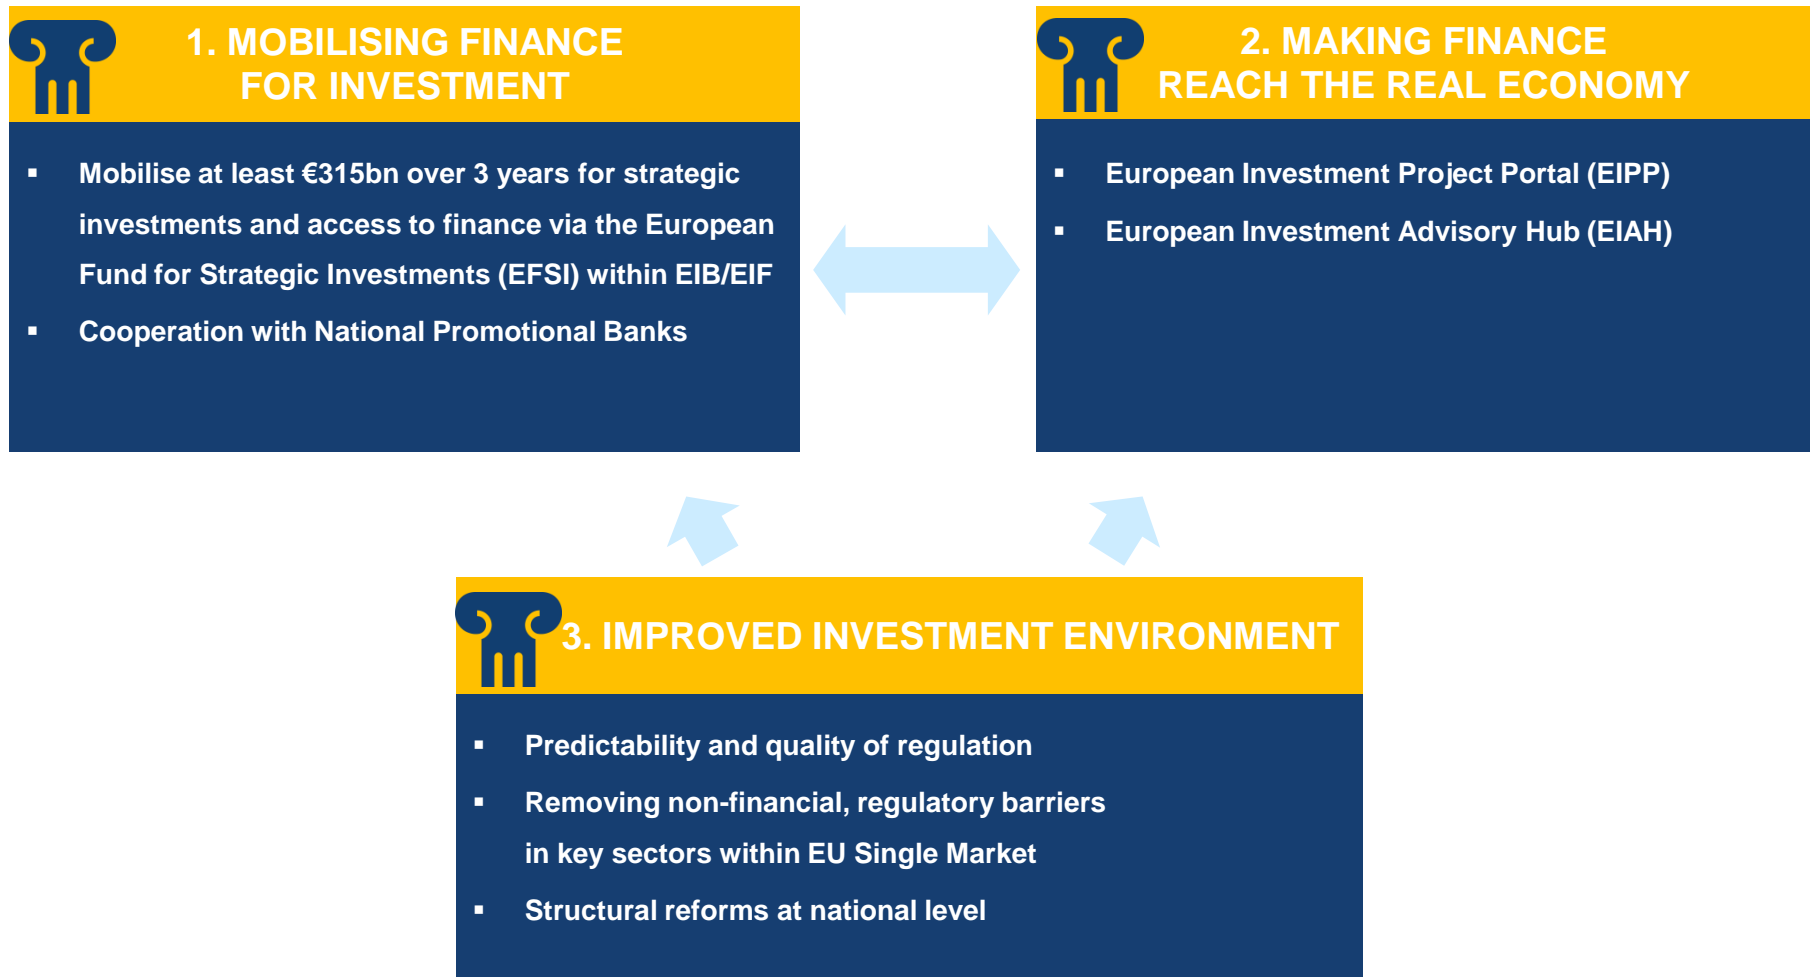 1. MOBILISING FINANCE
FOR INVESTMENT
▪ Mobilise at least €315bn over 3 years for strategic
investments and access to finance via the European
Fund for Strategic Investments (EFSI) within EIB/EIF
▪ Cooperation with National Promotional Banks
2. MAKING FINANCE
REACH THE REAL ECONOMY
▪ European Investment Project Portal (EIPP)
▪ European Investment Advisory Hub (EIAH)
3. IMPROVED INVESTMENT ENVIRONMENT
▪ Predictability and quality of regulation
▪ Removing non-financial, regulatory barriers
in key sectors within EU Single Market
▪ Structural reforms at national level